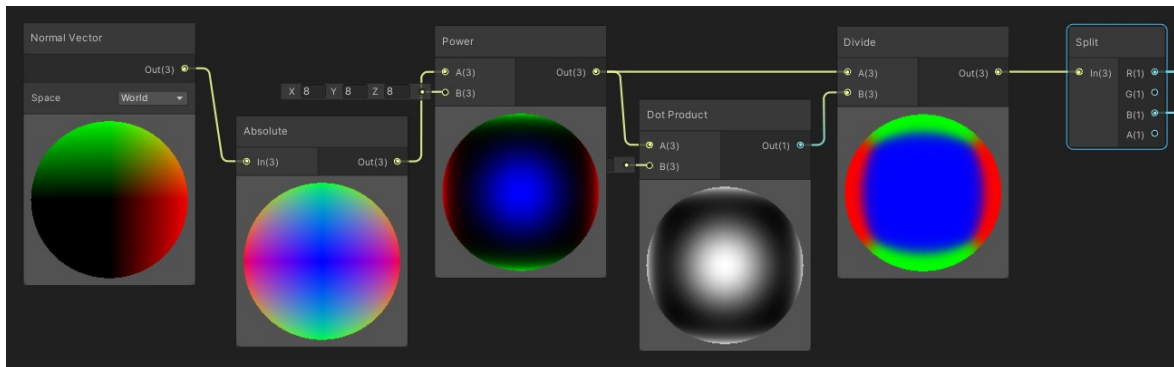 Normal Vector
Out(3)
Space World
Absolute
In(3) Out(3)
X 8 Y 8 Z 8
Power
A(3) Out(3)
B(3)
Dot Product
A(3) Out(1)
B(3)
Divide
A(3) Out(3)
B(3)
Split
In(3) R(1)
G(1)
B(1)
A(1)